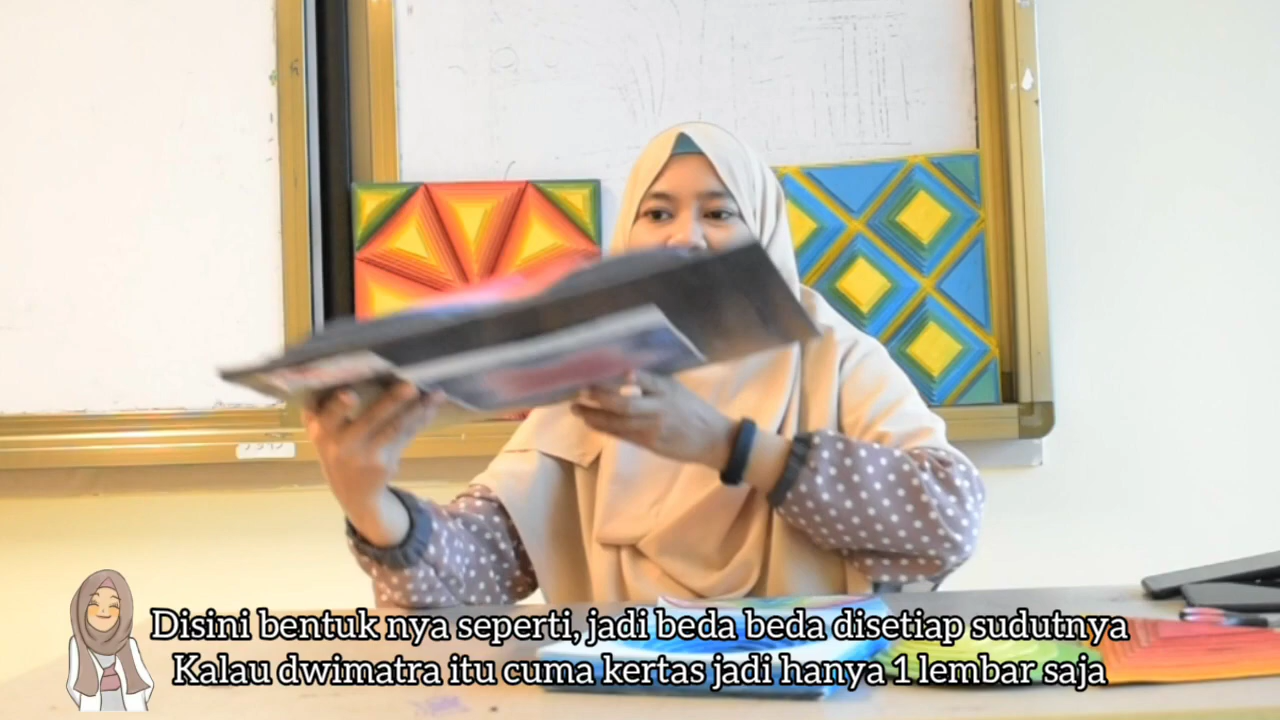 Disini bentuk nya seperti, jadi beda beda disetiap sudutnya
Kalau dwimatra itu cuma kertas jadi hanya 1 lembar saja